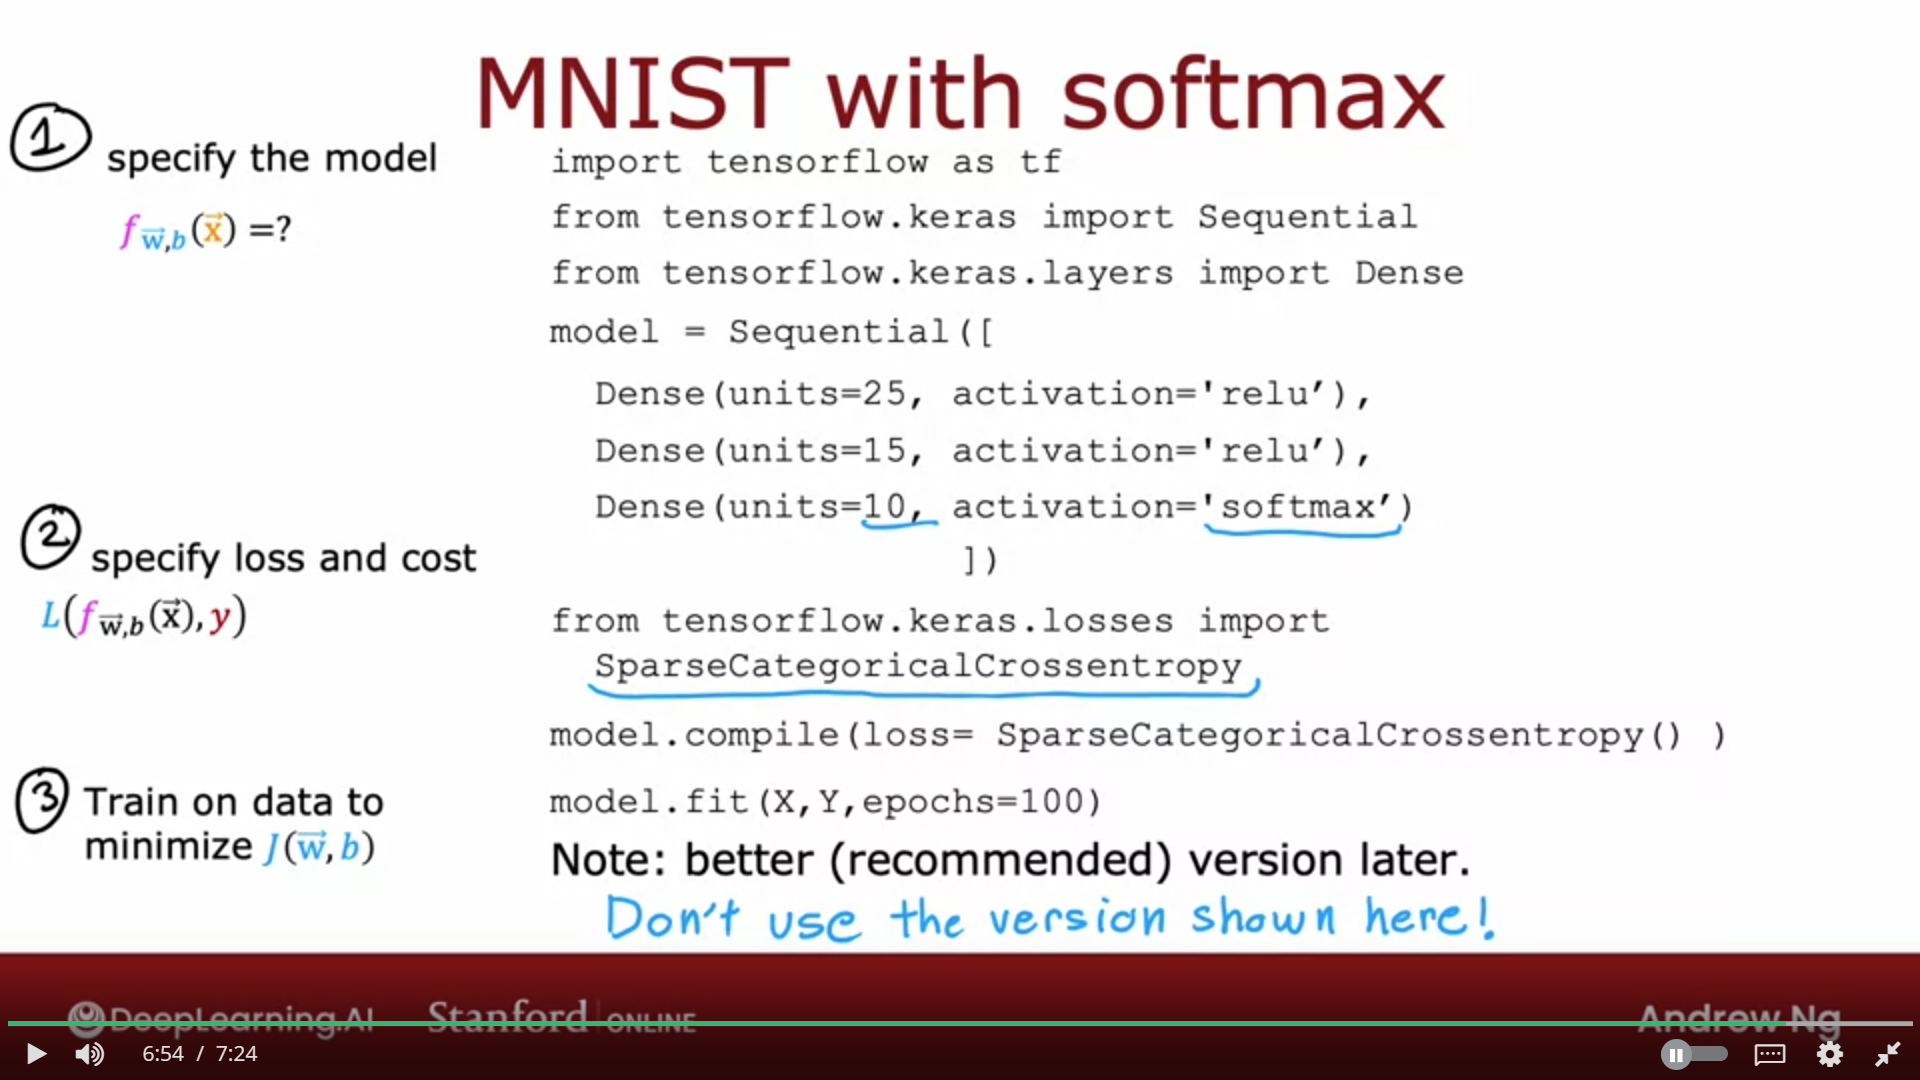 MNIST with softmax
1 specify the model
f w,b (x) =?
import tensorflow as tf
from tensorflow.keras import Sequential
from tensorflow.keras.layers import Dense
model = Sequential([
Dense(units=25, activation='relu’),
Dense(units=15, activation='relu’),
Dense(units=10, activation='softmax’)
])
2 specify loss and cost
L(f w,b (x), y)
from tensorflow.keras.losses import
SparseCategoricalCrossentropy
model.compile(loss= SparseCategoricalCrossentropy() )
3 Train on data to
minimize J(w, b)
model.fit(X,Y,epochs=100)
Note: better (recommended) version later.
Don't use the version shown here!
DeepLearning.AI Stanford ONLINE Andrew Ng
6:54 / 7:24